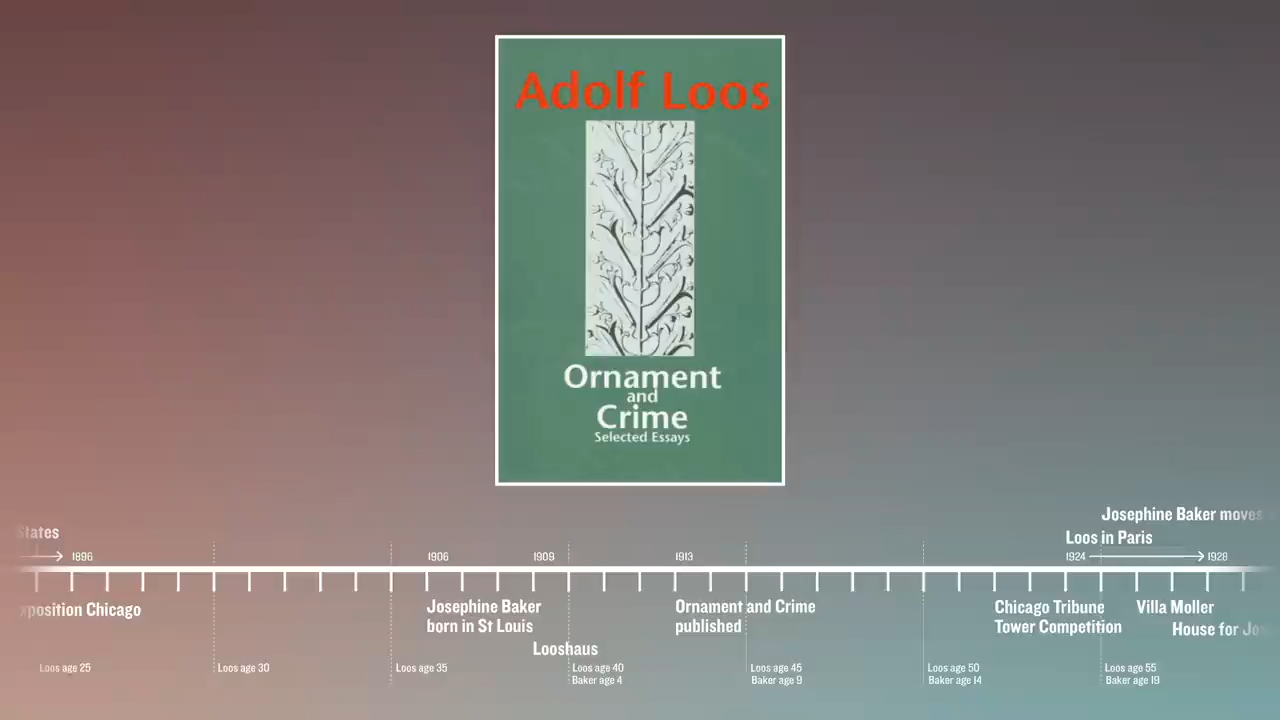 Adolf Loos
Ornament
and
Crime
Selected Essays
Josephine Baker moves
States
Loos in Paris
1896
1906
1909
1913
1924
1928
xposition Chicago
Josephine Baker
born in St Louis
Looshaus
Ornament and Crime
published
Chicago Tribune
Tower Competition
Villa Moller
House for Jos
Loos age 25
Loos age 30
Loos age 35
Loos age 40
Baker age 4
Loos age 45
Baker age 9
Loos age 50
Baker age 14
Loos age 55
Baker age 19